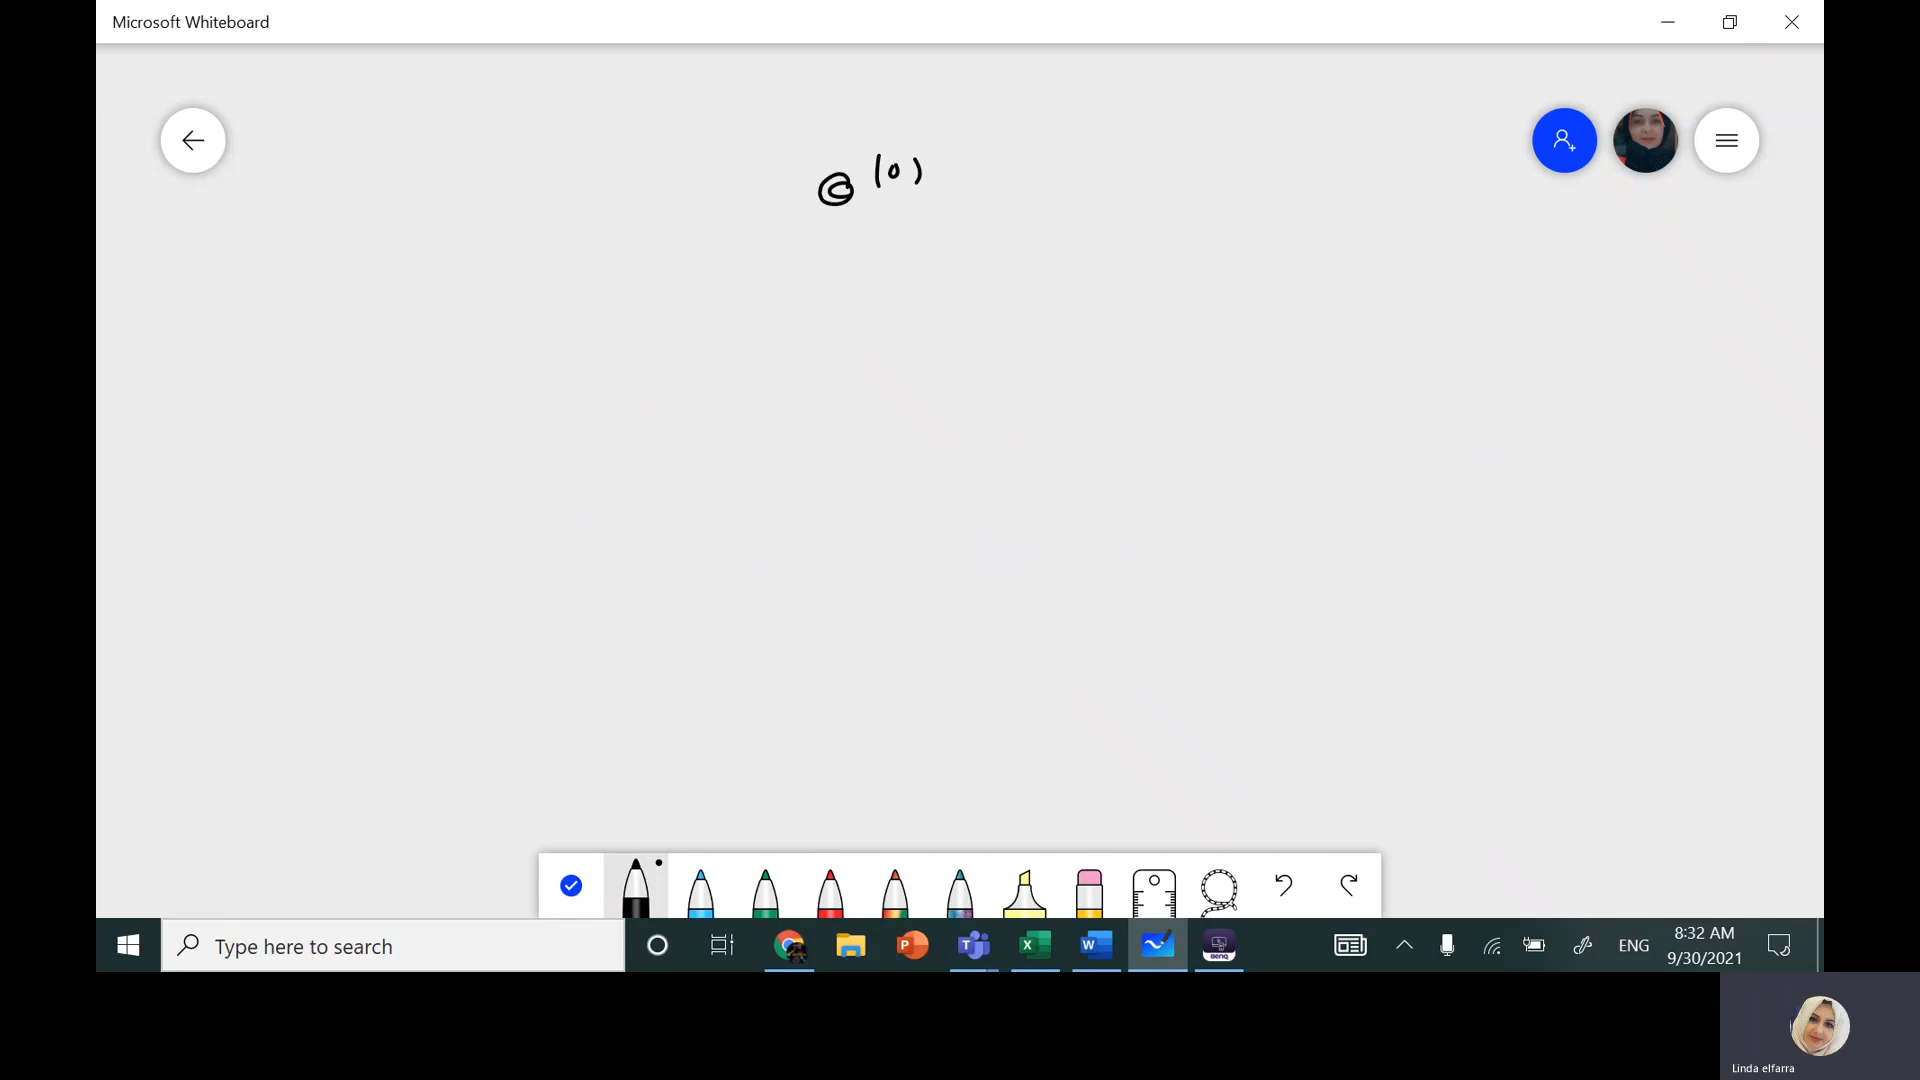 Microsoft Whiteboard
@ (0)
Type here to search
ENG
8:32 AM
9/30/2021
Linda elfarra